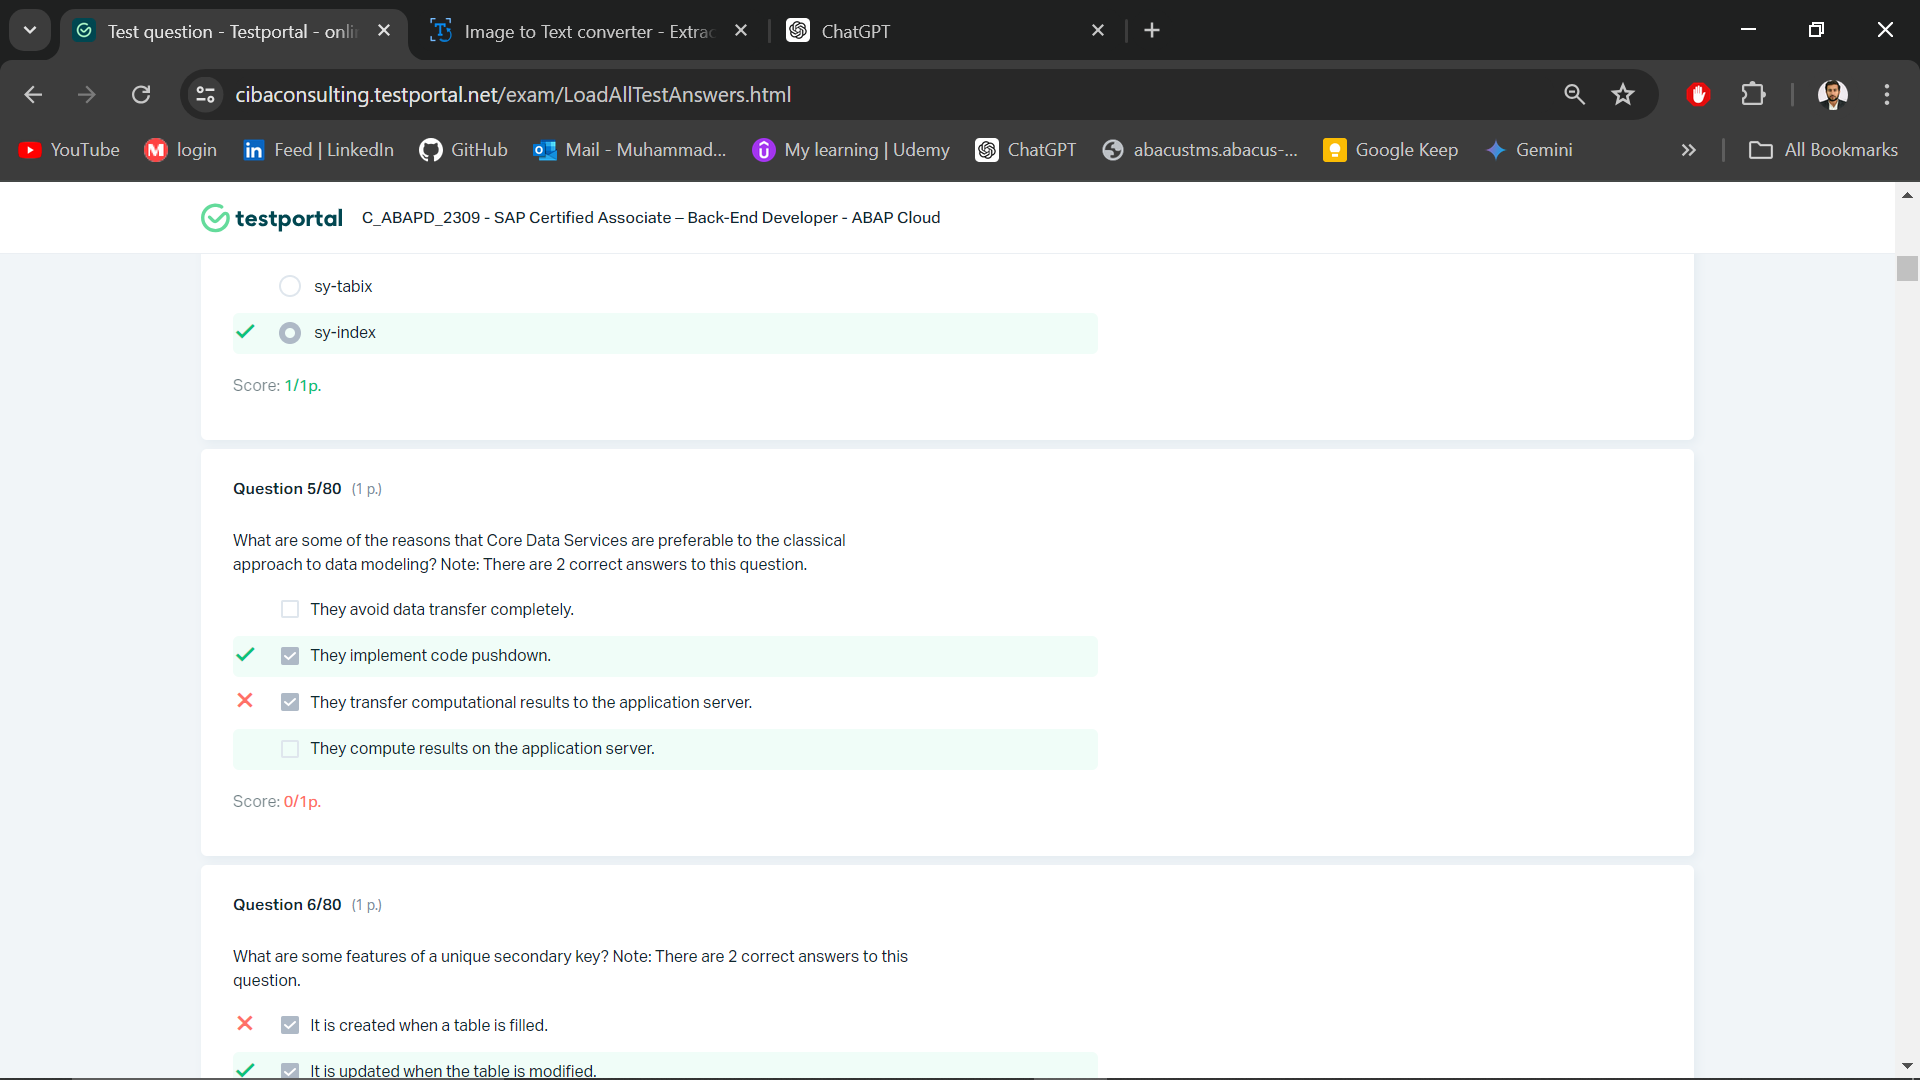 Test question - Testportal - onli
Image to Text converter - Extrac
ChatGPT
cibaconsulting.testportal.net/exam/LoadAllTestAnswers.html
YouTube
login
Feed | LinkedIn
GitHub
Mail - Muhammad...
My learning | Udemy
ChatGPT
abacustms.abacus-...
Google Keep
Gemini
All Bookmarks
testportal
C_ABAPD_2309 - SAP Certified Associate – Back-End Developer - ABAP Cloud
sy-tabix
sy-index
Score: 1/1p.
Question 5/80 (1 p.)
What are some of the reasons that Core Data Services are preferable to the classical
approach to data modeling? Note: There are 2 correct answers to this question.
They avoid data transfer completely.
They implement code pushdown.
They transfer computational results to the application server.
They compute results on the application server.
Score: 0/1p.
Question 6/80 (1 p.)
What are some features of a unique secondary key? Note: There are 2 correct answers to this
question.
It is created when a table is filled.
It is updated when the table is modified.